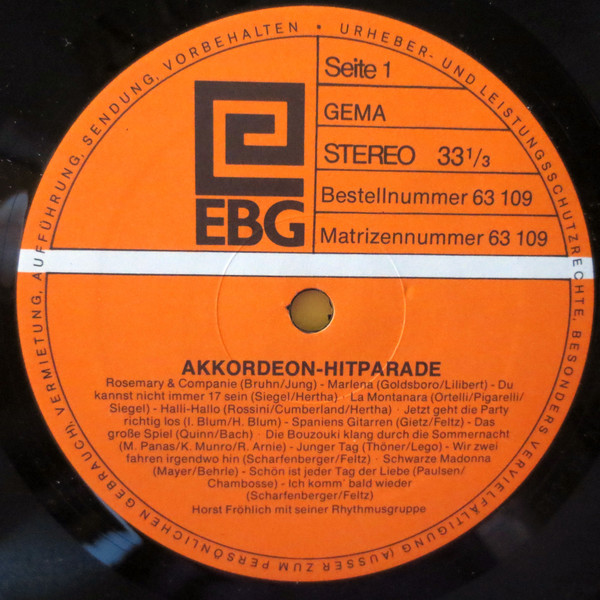 URHEBER- UND LEISTUNGSSCHUTZRECHTE, BESONDERS VERVIELFÄLTIGUNG (AUSSER ZUM PERSÖNLICHEN GEBRAUCH), VERMIETUNG, AUFFÜHRUNG, SENDUNG, VORBEHALTEN •
EBG
Seite 1
GEMA
STEREO 33 1/3
Bestellnummer 63 109
Matrizennummer 63 109
AKKORDEON-HITPARADE
Rosemary & Companie (Bruhn/Jung) - Marlena (Goldsboro/Lilibert) - Du
kannst nicht immer 17 sein (Siegel/Hertha) · La Montanara (Ortelli/Pigarelli/
Siegel) - Halli-Hallo (Rossini/Cumberland/Hertha) · Jetzt geht die Party
richtig los (I. Blum/H. Blum) - Spaniens Gitarren (Gietz/Feltz) - Das
große Spiel (Quinn/Bach) · Die Bouzouki klang durch die Sommernacht
(M. Panas/K. Munro/R. Arnie) - Junger Tag (Thöner/Lego) - Wir zwei
fahren irgendwo hin (Scharfenberger/Feltz) · Schwarze Madonna
(Mayer/Behrle) - Schön ist jeder Tag der Liebe (Paulsen/
Chambosse) - Ich komm' bald wieder
(Scharfenberger/Feltz)
Horst Fröhlich mit seiner Rhythmusgruppe